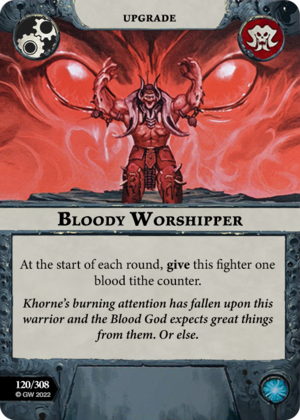 UPGRADE
BLOODY WORSHIPPER
At the start of each round, give this fighter one
blood tithe counter.
Khorne's burning attention has fallen upon this
warrior and the Blood God expects great things
from them. Or else.
120/308
© GW 2022